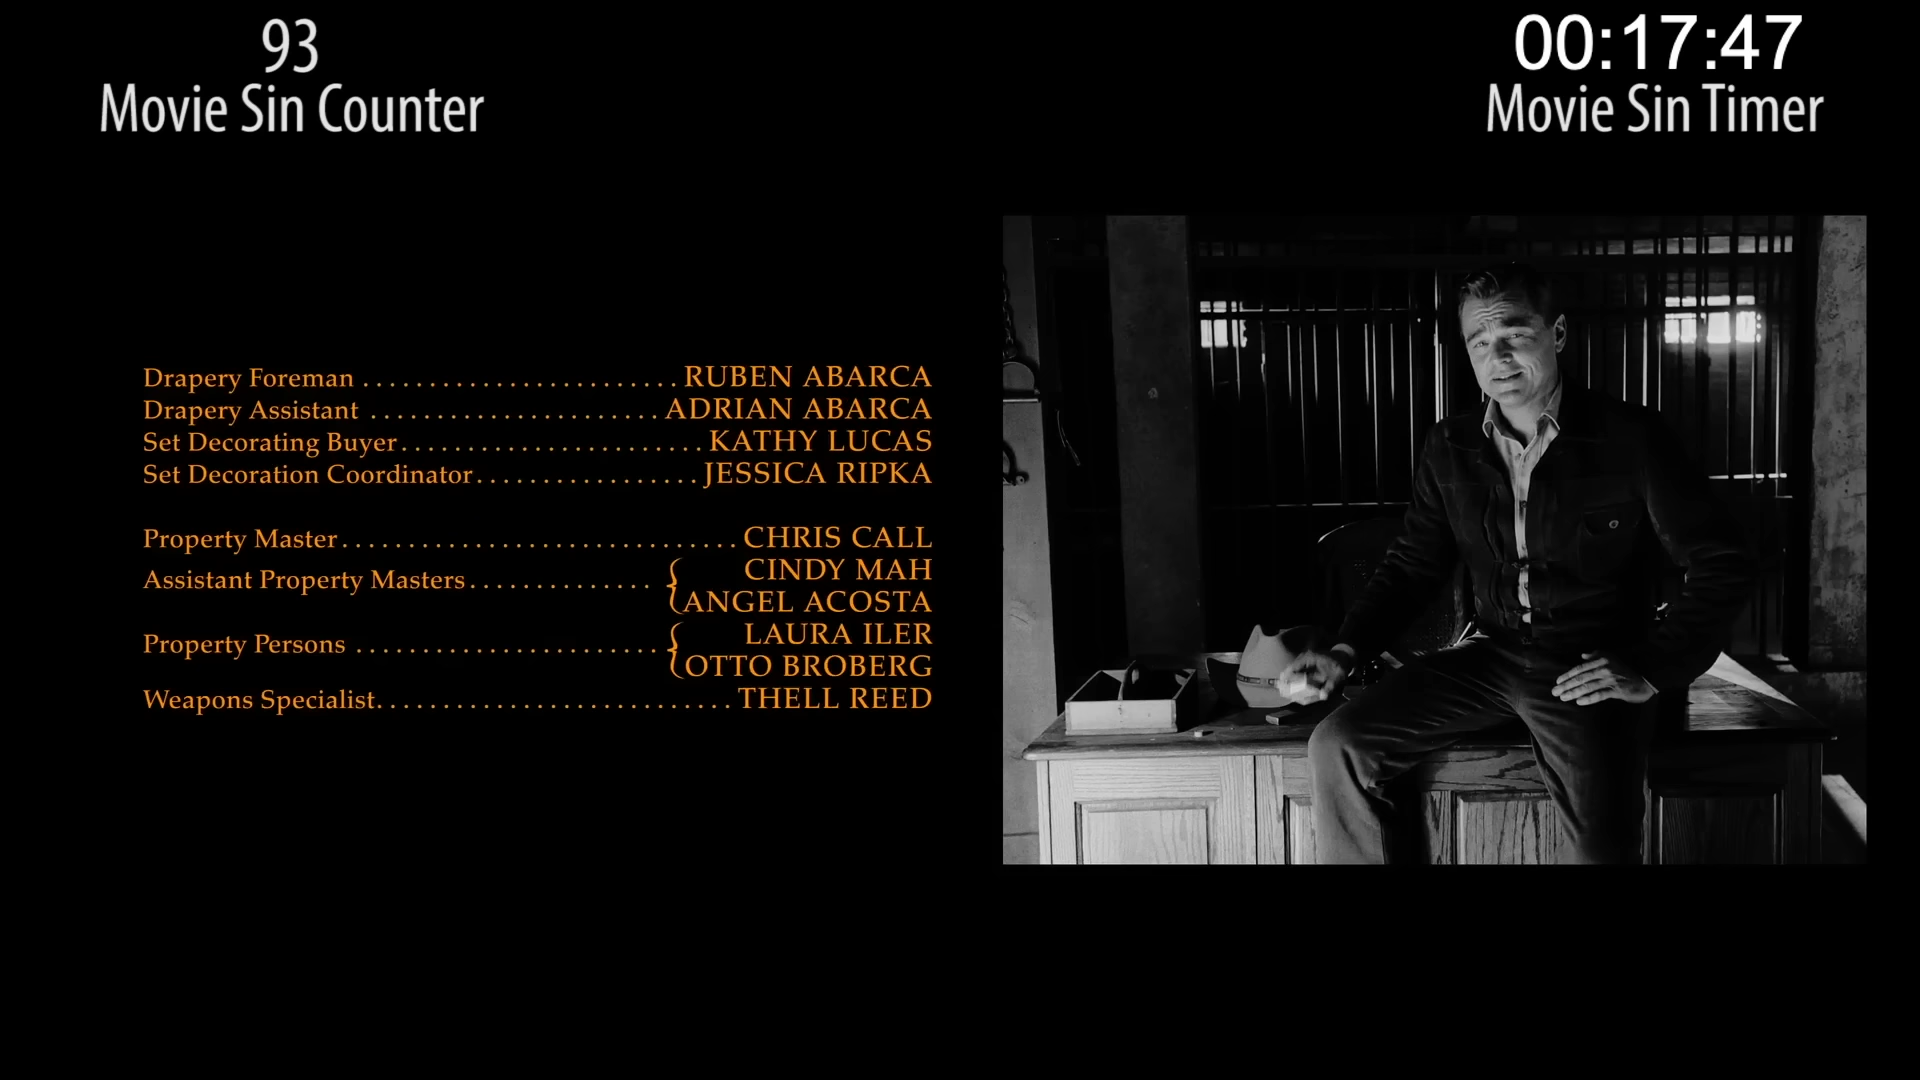 93
Movie Sin Counter
00:17:47
Movie Sin Timer
Drapery Foreman ........................ RUBEN ABARCA
Drapery Assistant ...................... ADRIAN ABARCA
Set Decorating Buyer....................... KATHY LUCAS
Set Decoration Coordinator................. JESSICA RIPKA
Property Master.............................. CHRIS CALL
Assistant Property Masters.............. { CINDY MAH
ANGEL ACOSTA
Property Persons ....................... { LAURA ILER
OTTO BROBERG
Weapons Specialist........................... THELL REED